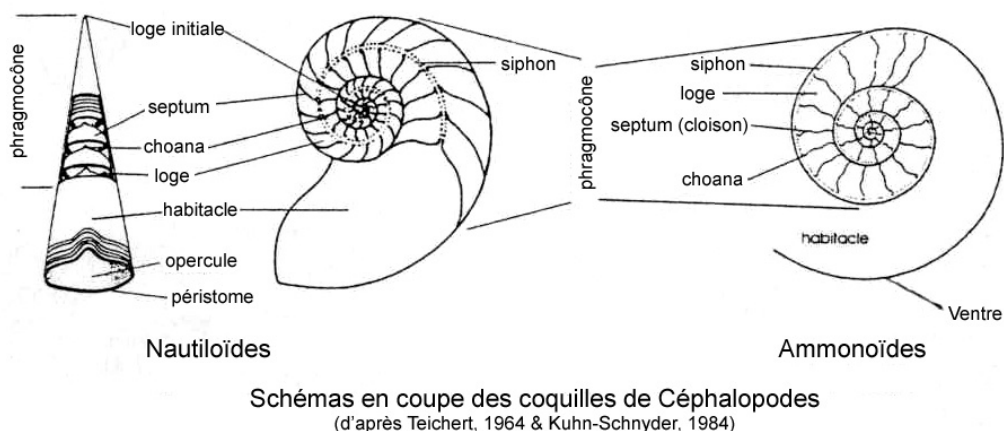 loge initiale
phragmocône
septum
choana
loge
habitacle
opercule
péristome
siphon
phragmocône
siphon
loge
septum (cloison)
choana
habitacle
Ventre
Nautiloïdes
Ammonoïdes
Schémas en coupe des coquilles de Céphalopodes
(d'après Teichert, 1964 & Kuhn-Schnyder, 1984)